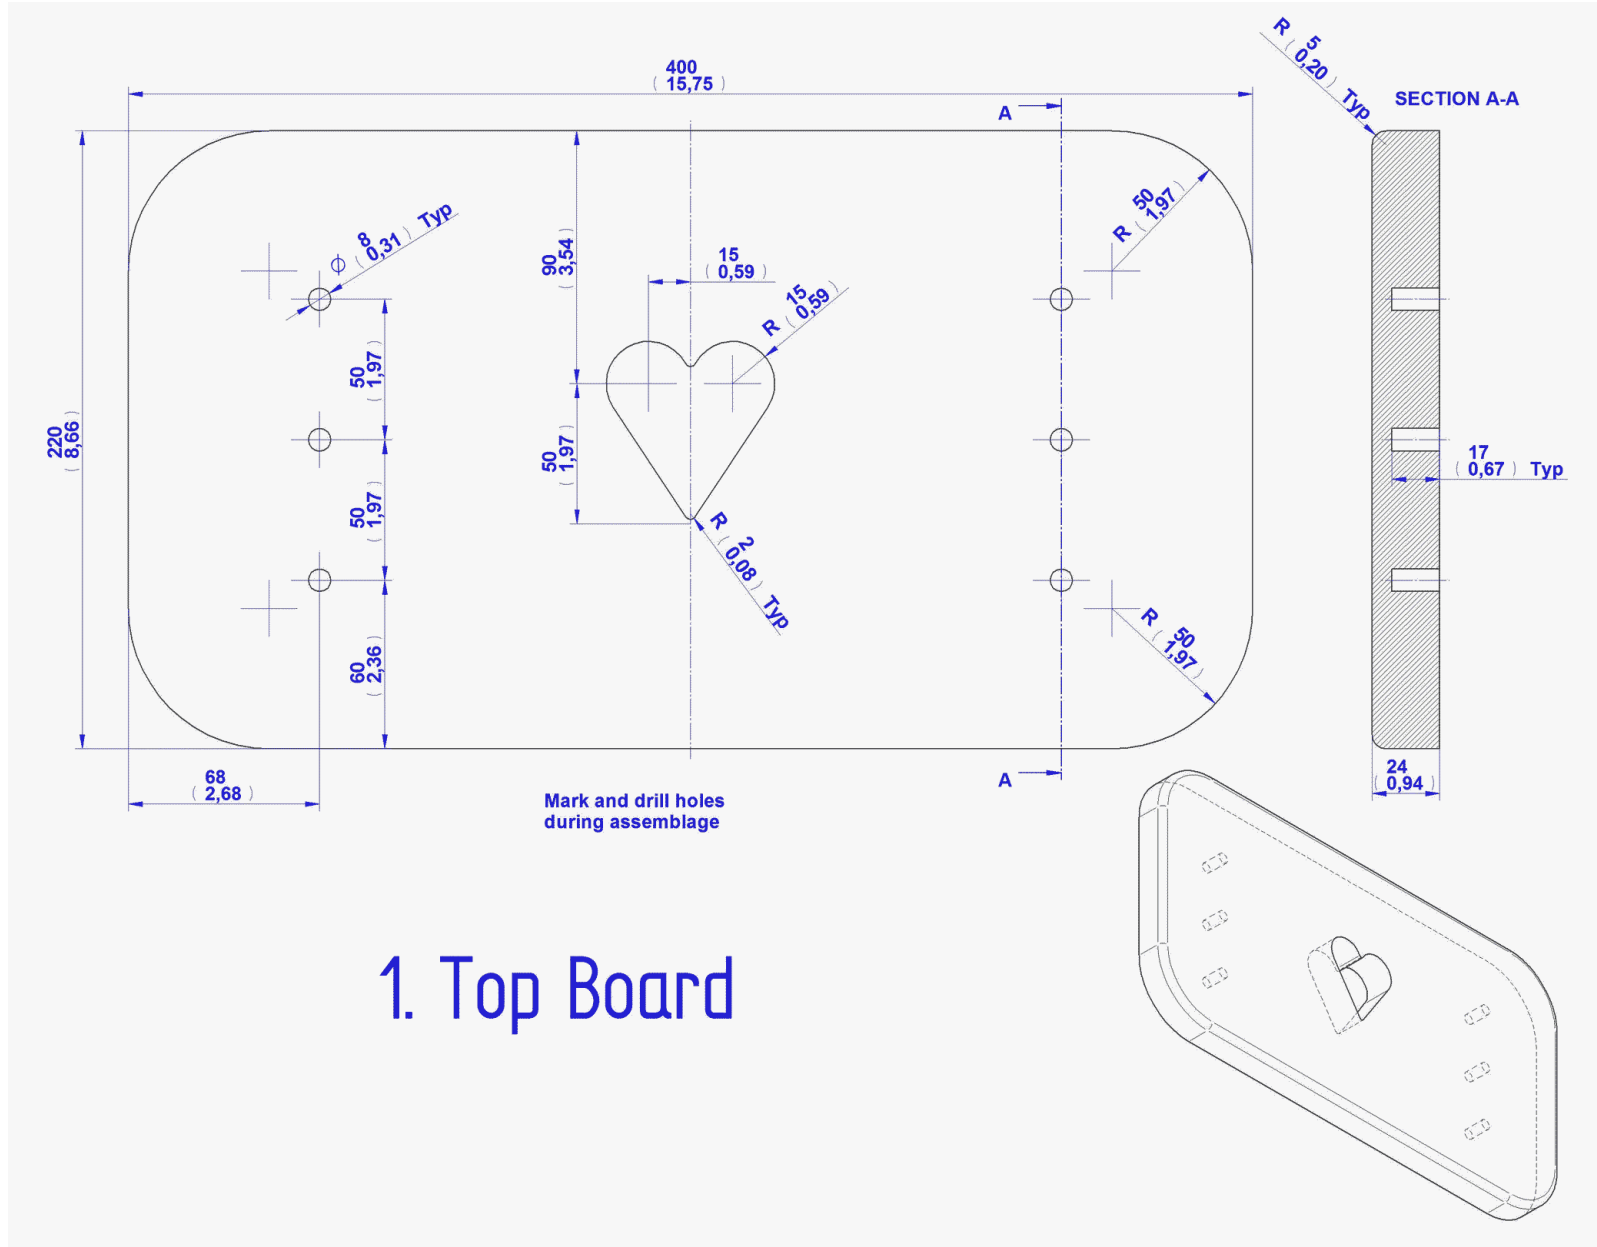 400
( 15,75 )
A
SECTION A-A
R ( 5
0,20 ) Typ
Ø ( 8
0,31 ) Typ
90
( 3,54 )
15
( 0,59 )
R ( 15
0,59 )
R ( 50
1,97 )
50
( 1,97 )
220
( 8,66 )
50
( 1,97 )
50
( 1,97 )
17
( 0,67 ) Typ
R ( 2
0,08 ) Typ
60
( 2,36 )
R ( 50
1,97 )
68
( 2,68 )
A
24
( 0,94 )
Mark and drill holes
during assemblage
1. Top Board